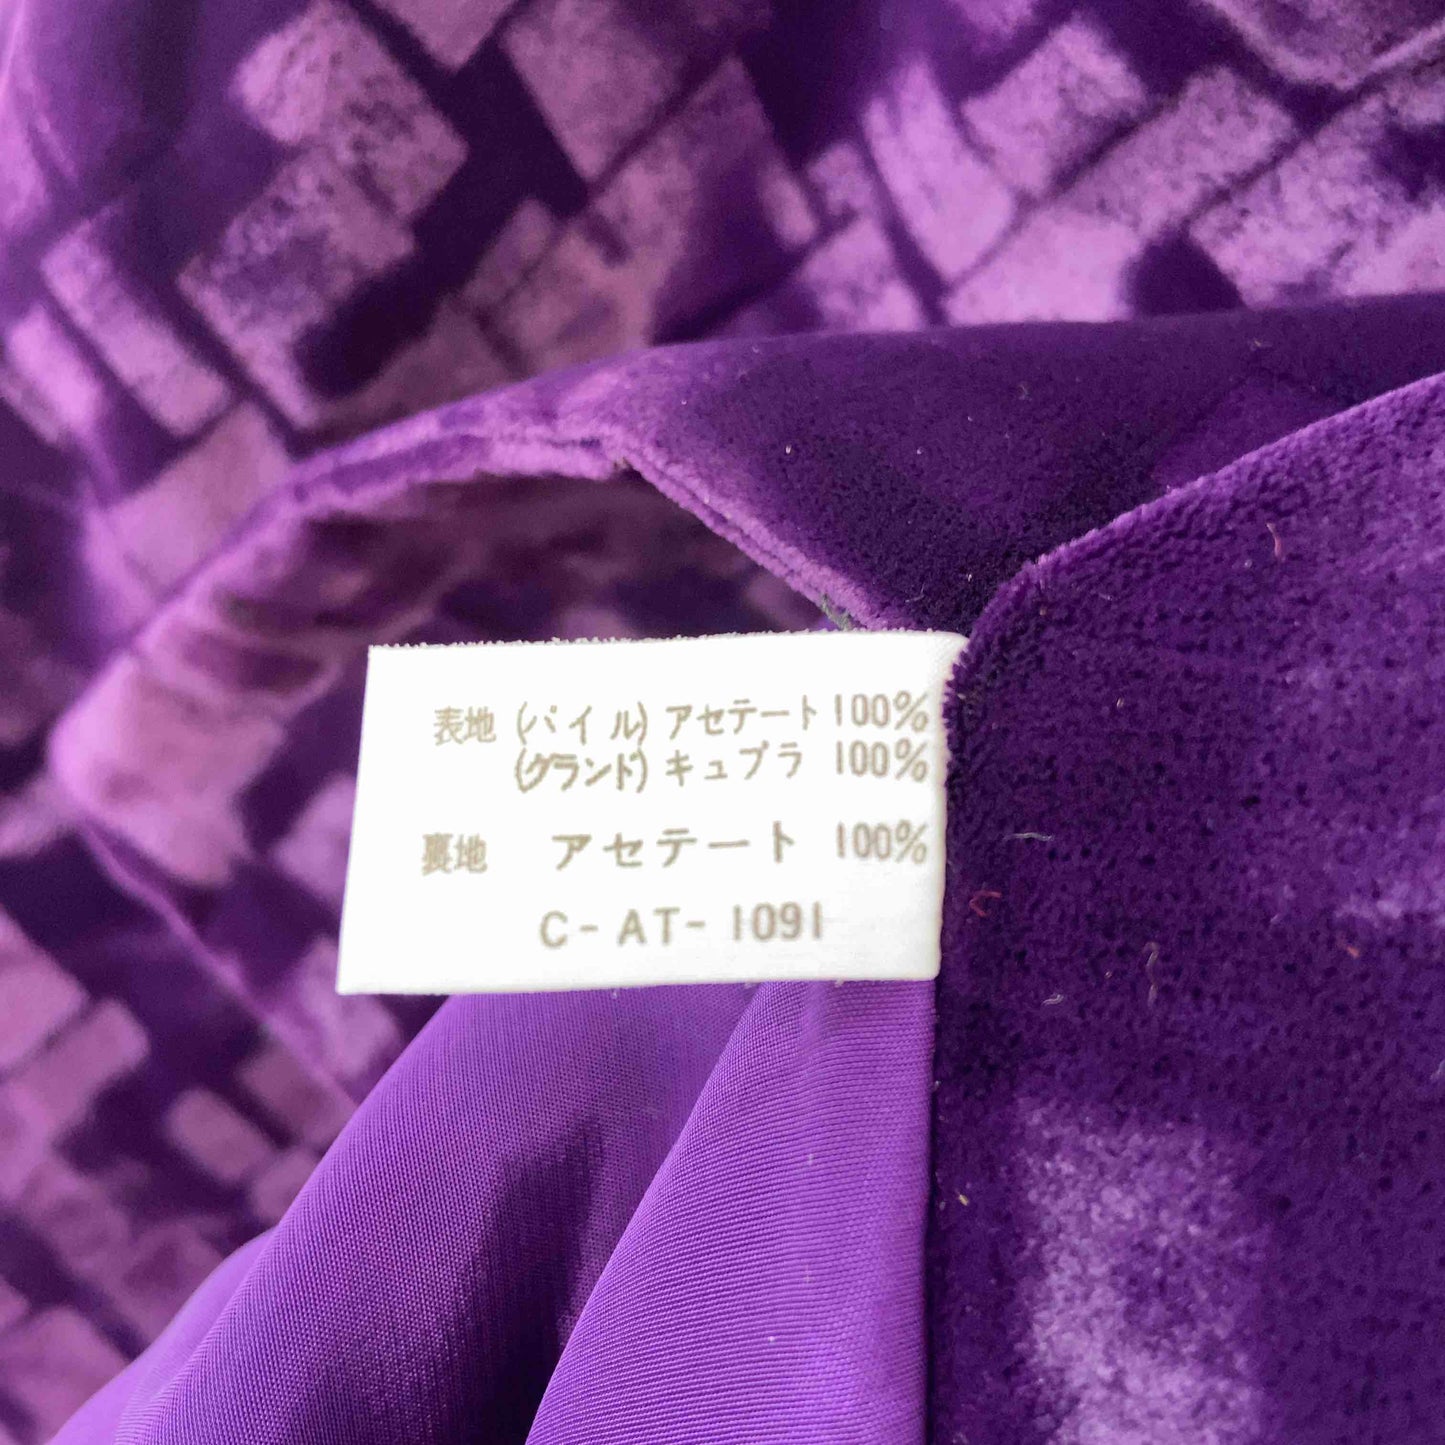 表地 (パイル) アセテート 100%
(グランド) キュプラ 100%
裏地 アセテート 100%
C-AT-1091